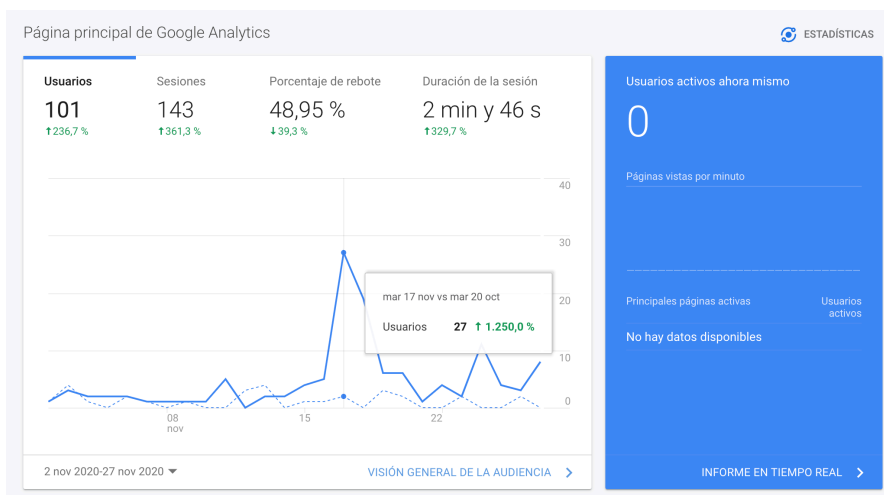 Página principal de Google Analytics
ESTADÍSTICAS
Usuarios
101
↑236,7 %
Sesiones
143
↑361,3 %
Porcentaje de rebote
48,95 %
↓39,3 %
Duración de la sesión
2 min y 46 s
↑329,7 %
40
30
20
10
0
mar 17 nov vs mar 20 oct
Usuarios 27 ↑ 1.250,0 %
08
nov
15
22
2 nov 2020-27 nov 2020
VISIÓN GENERAL DE LA AUDIENCIA
Usuarios activos ahora mismo
0
Páginas vistas por minuto
Principales páginas activas
Usuarios
activos
No hay datos disponibles
INFORME EN TIEMPO REAL